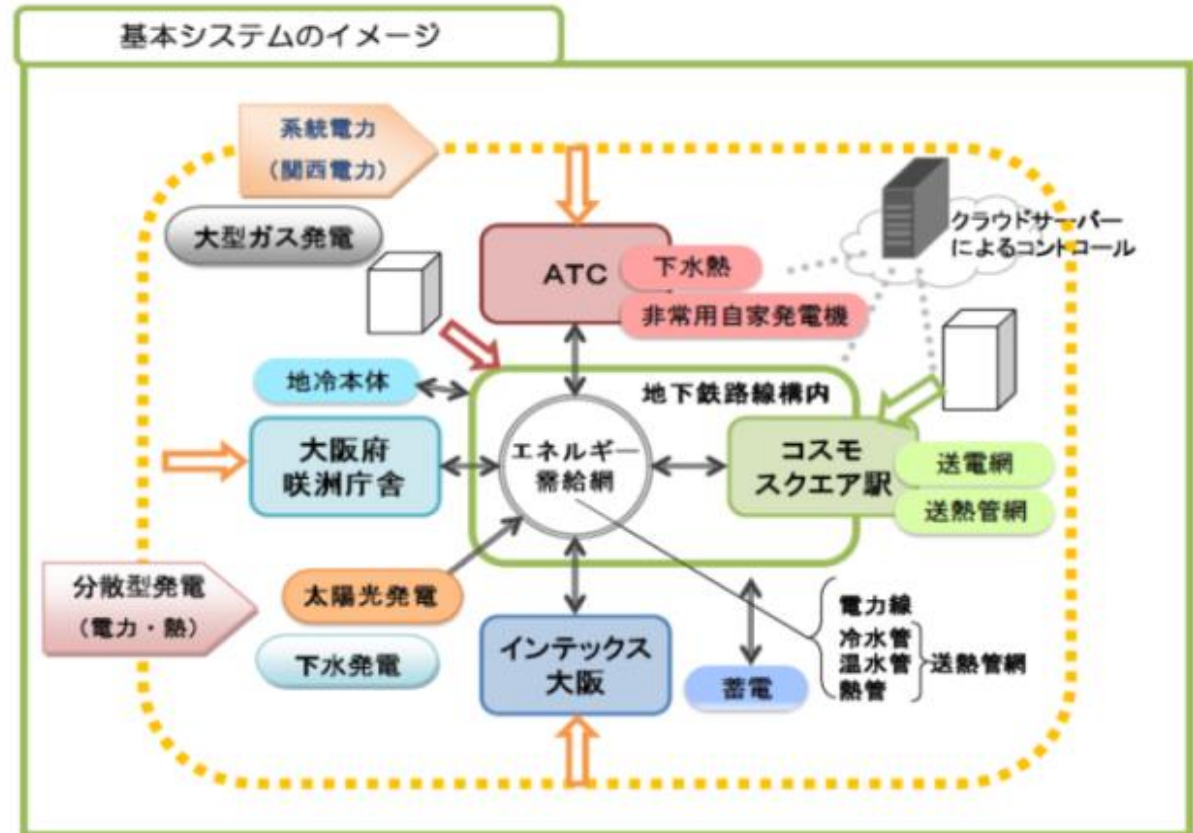 基本システムのイメージ
系統電力
（関西電力）
大型ガス発電
ATC
下水熱
非常用自家発電機
クラウドサーバー
によるコントロール
地冷本体
地下鉄路線構内
大阪府
咲洲庁舎
エネルギー
需給網
コスモ
スクエア駅
送電網
送熱管網
分散型発電
（電力・熱）
太陽光発電
下水発電
インテックス
大阪
蓄電
電力線
冷水管
温水管
熱管
送熱管網